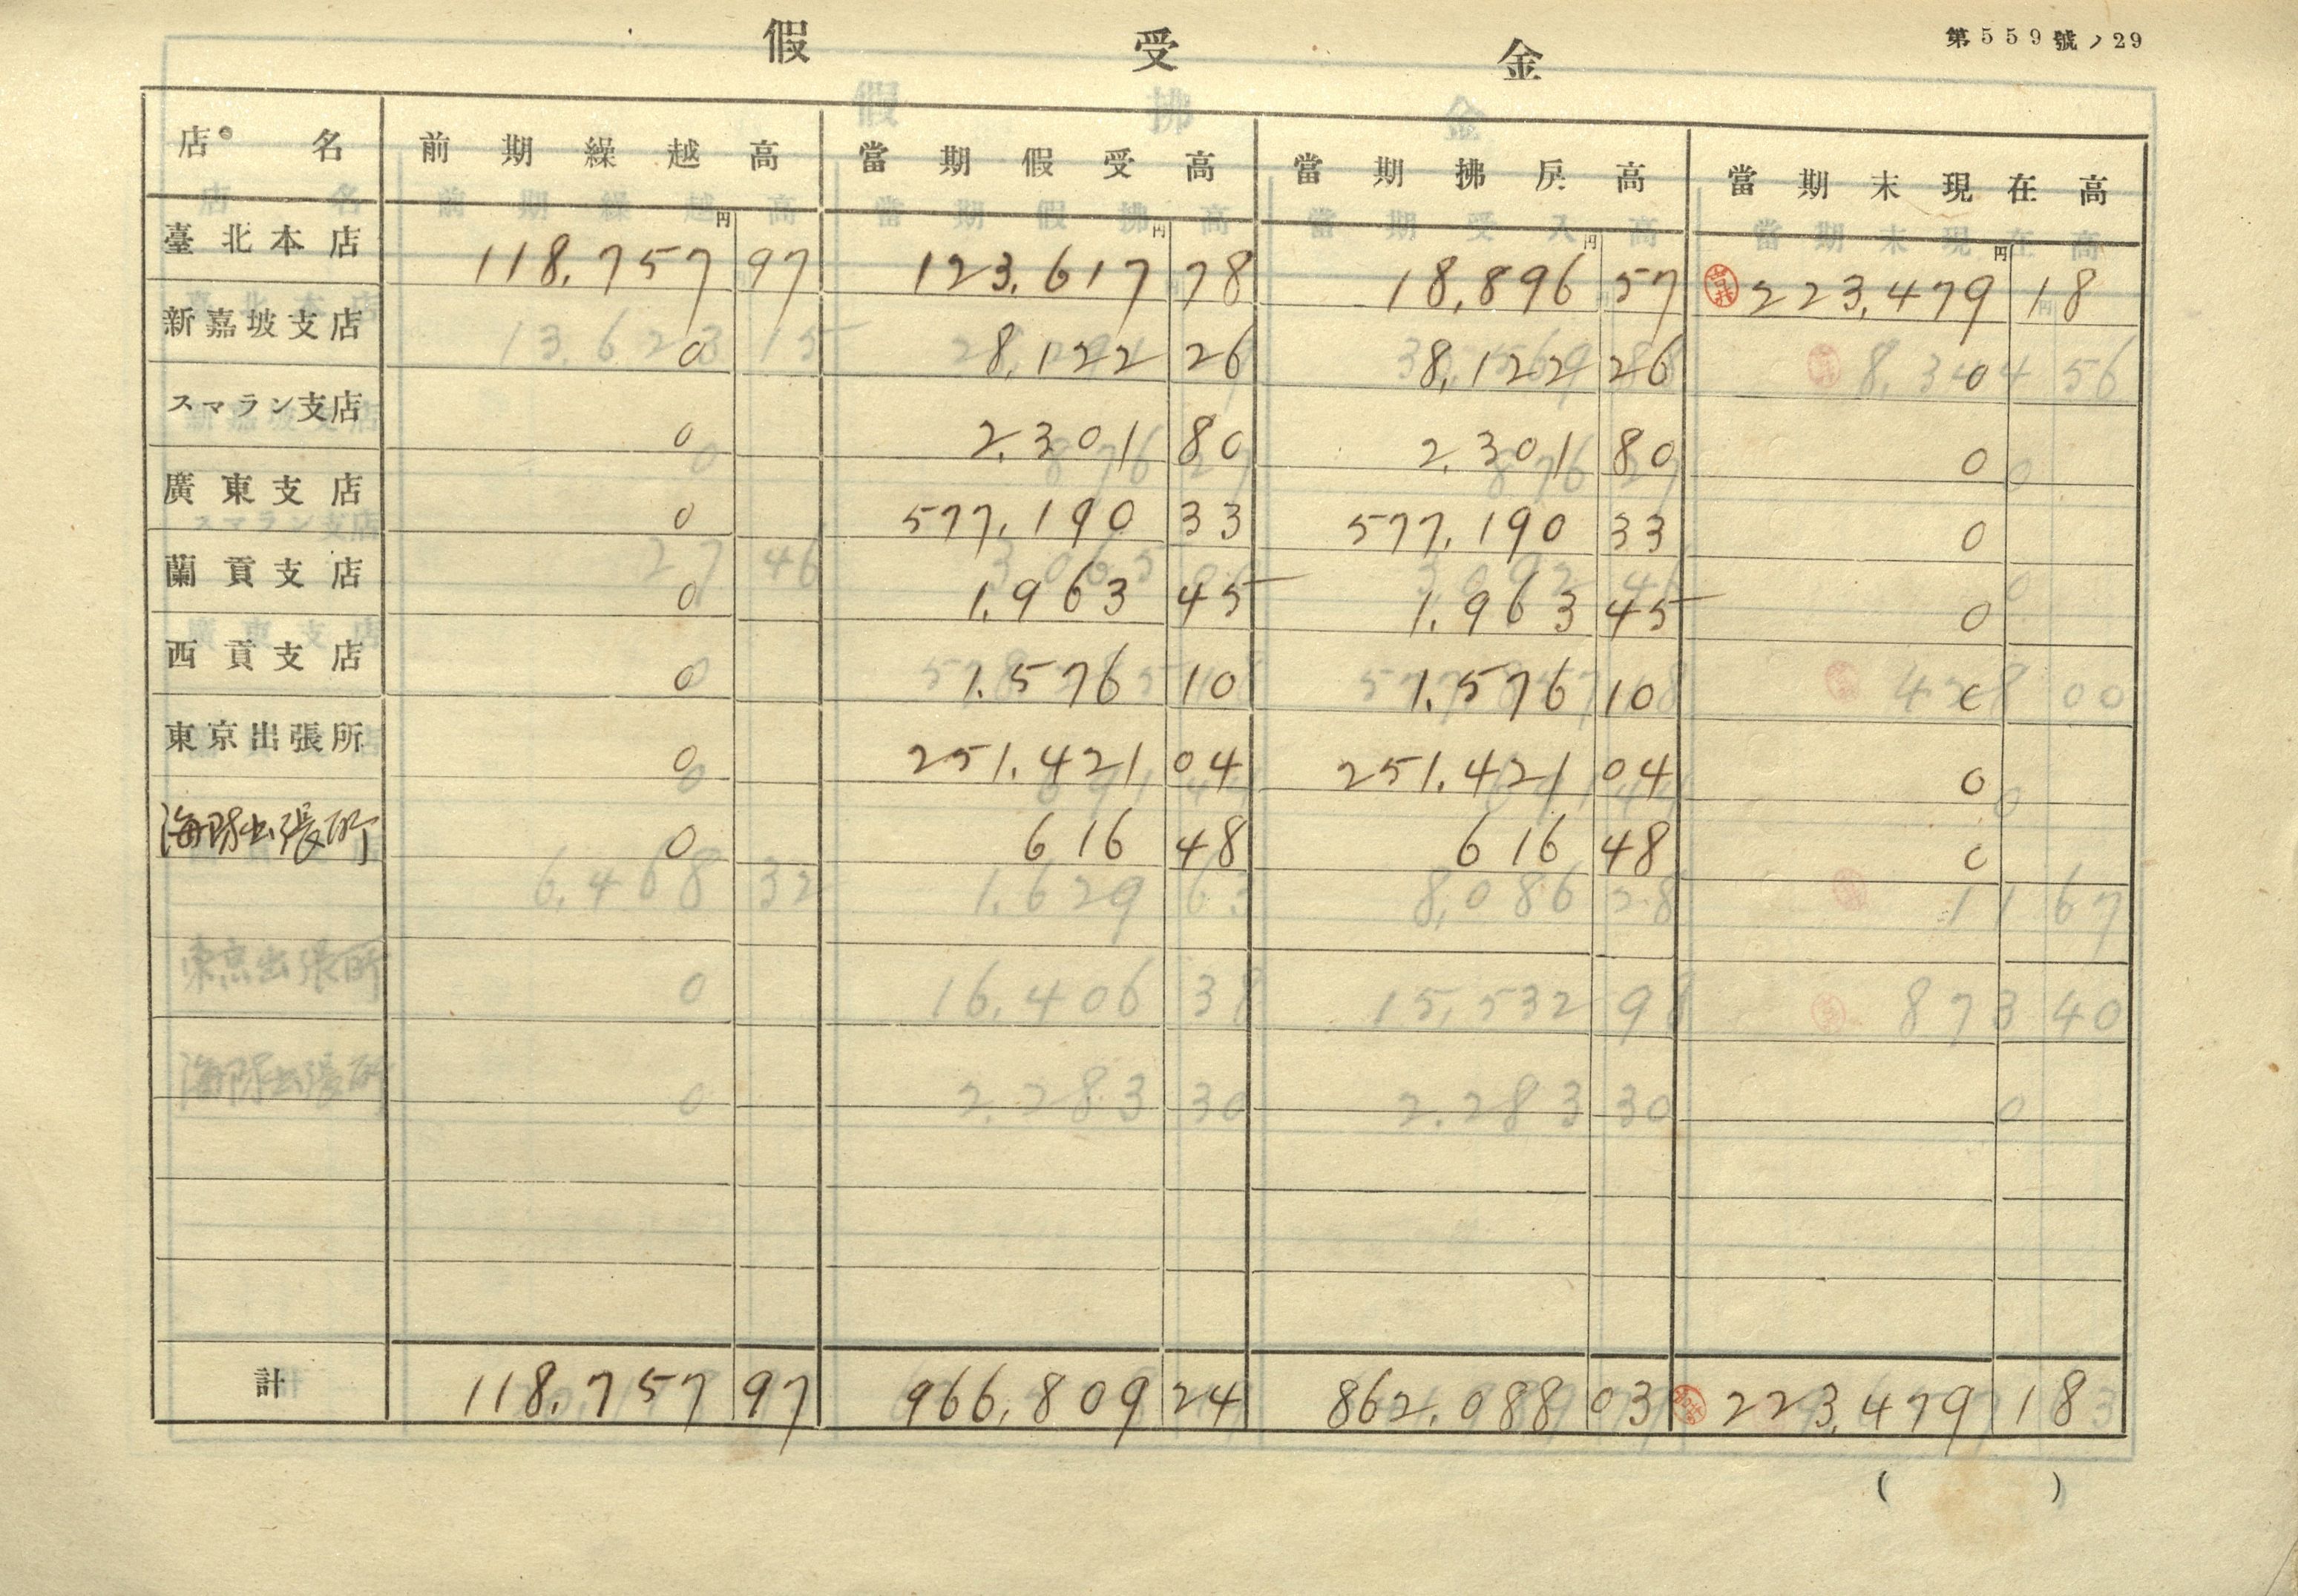 第559號ノ29
假受金
店名 前期繰越高 當期假受高 當期拂戻高 當期末現在高
円 円 円 円
臺北本店 118,757 97 123,617 78 18,896 57 223,479 18
新嘉坡支店 0 8,122 26 8,122 26 0
スマラン支店 0 2,301 80 2,301 80 0
廣東支店 0 577,190 33 577,190 33 0
蘭貢支店 0 1,963 45 1,963 45 0
西貢支店 0 1,576 10 1,576 10 0
東京出張所 0 251,421 04 251,421 04 0
海防出張所 0 616 48 616 48 0
計 118,757 97 966,809 24 862,088 03 223,479 18
( )